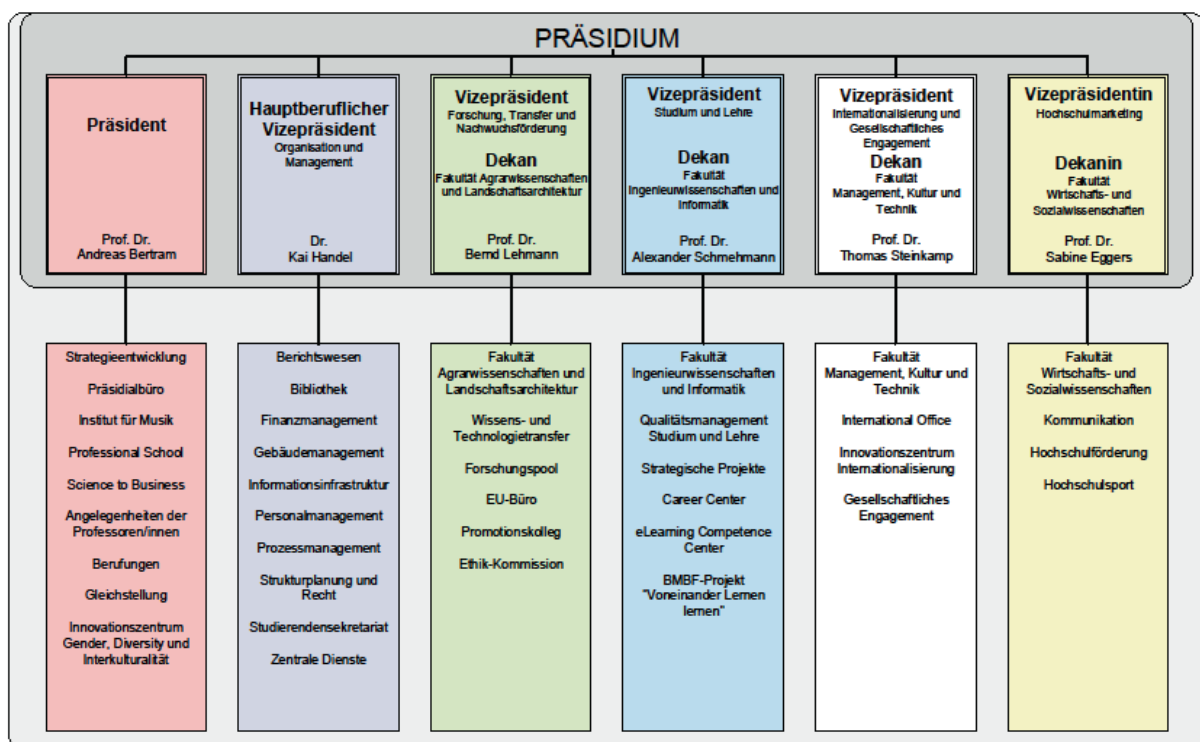 PRÄSIDIUM
Präsident
Prof. Dr.
Andreas Bertram
Hauptberuflicher
Vizepräsident
Organisation und
Management
Dr.
Kai Handel
Vizepräsident
Forschung, Transfer und
Nachwuchsförderung
Dekan
Fakultät Agrarwissenschaften
und Landschaftsarchitektur
Prof. Dr.
Bernd Lehmann
Vizepräsident
Studium und Lehre
Dekan
Fakultät
Ingenieurwissenschaften und
Informatik
Prof. Dr.
Alexander Schmehmann
Vizepräsident
Internationalisierung und
Gesellschaftliches
Engagement
Dekan
Fakultät
Management, Kultur und
Technik
Prof. Dr.
Thomas Steinkamp
Vizepräsidentin
Hochschulmarketing
Dekanin
Fakultät
Wirtschafts- und
Sozialwissenschaften
Prof. Dr.
Sabine Eggers
Strategieentwicklung
Präsidialbüro
Institut für Musik
Professional School
Science to Business
Angelegenheiten der
Professoren/innen
Berufungen
Gleichstellung
Innovationszentrum
Gender, Diversity und
Interkulturalität
Berichtswesen
Bibliothek
Finanzmanagement
Gebäudemanagement
Informationsinfrastruktur
Personalmanagement
Prozessmanagement
Strukturplanung und
Recht
Studierendensekretariat
Zentrale Dienste
Fakultät
Agrarwissenschaften und
Landschaftsarchitektur
Wissens- und
Technologietransfer
Forschungspool
EU-Büro
Promotionskolleg
Ethik-Kommission
Fakultät
Ingenieurwissenschaften
und Informatik
Qualitätsmanagement
Studium und Lehre
Strategische Projekte
Career Center
eLearning Competence
Center
BMBF-Projekt
"Voneinander Lernen
lernen"
Fakultät
Management, Kultur und
Technik
International Office
Innovationszentrum
Internationalisierung
Gesellschaftliches
Engagement
Fakultät
Wirtschafts- und
Sozialwissenschaften
Kommunikation
Hochschulförderung
Hochschulsport